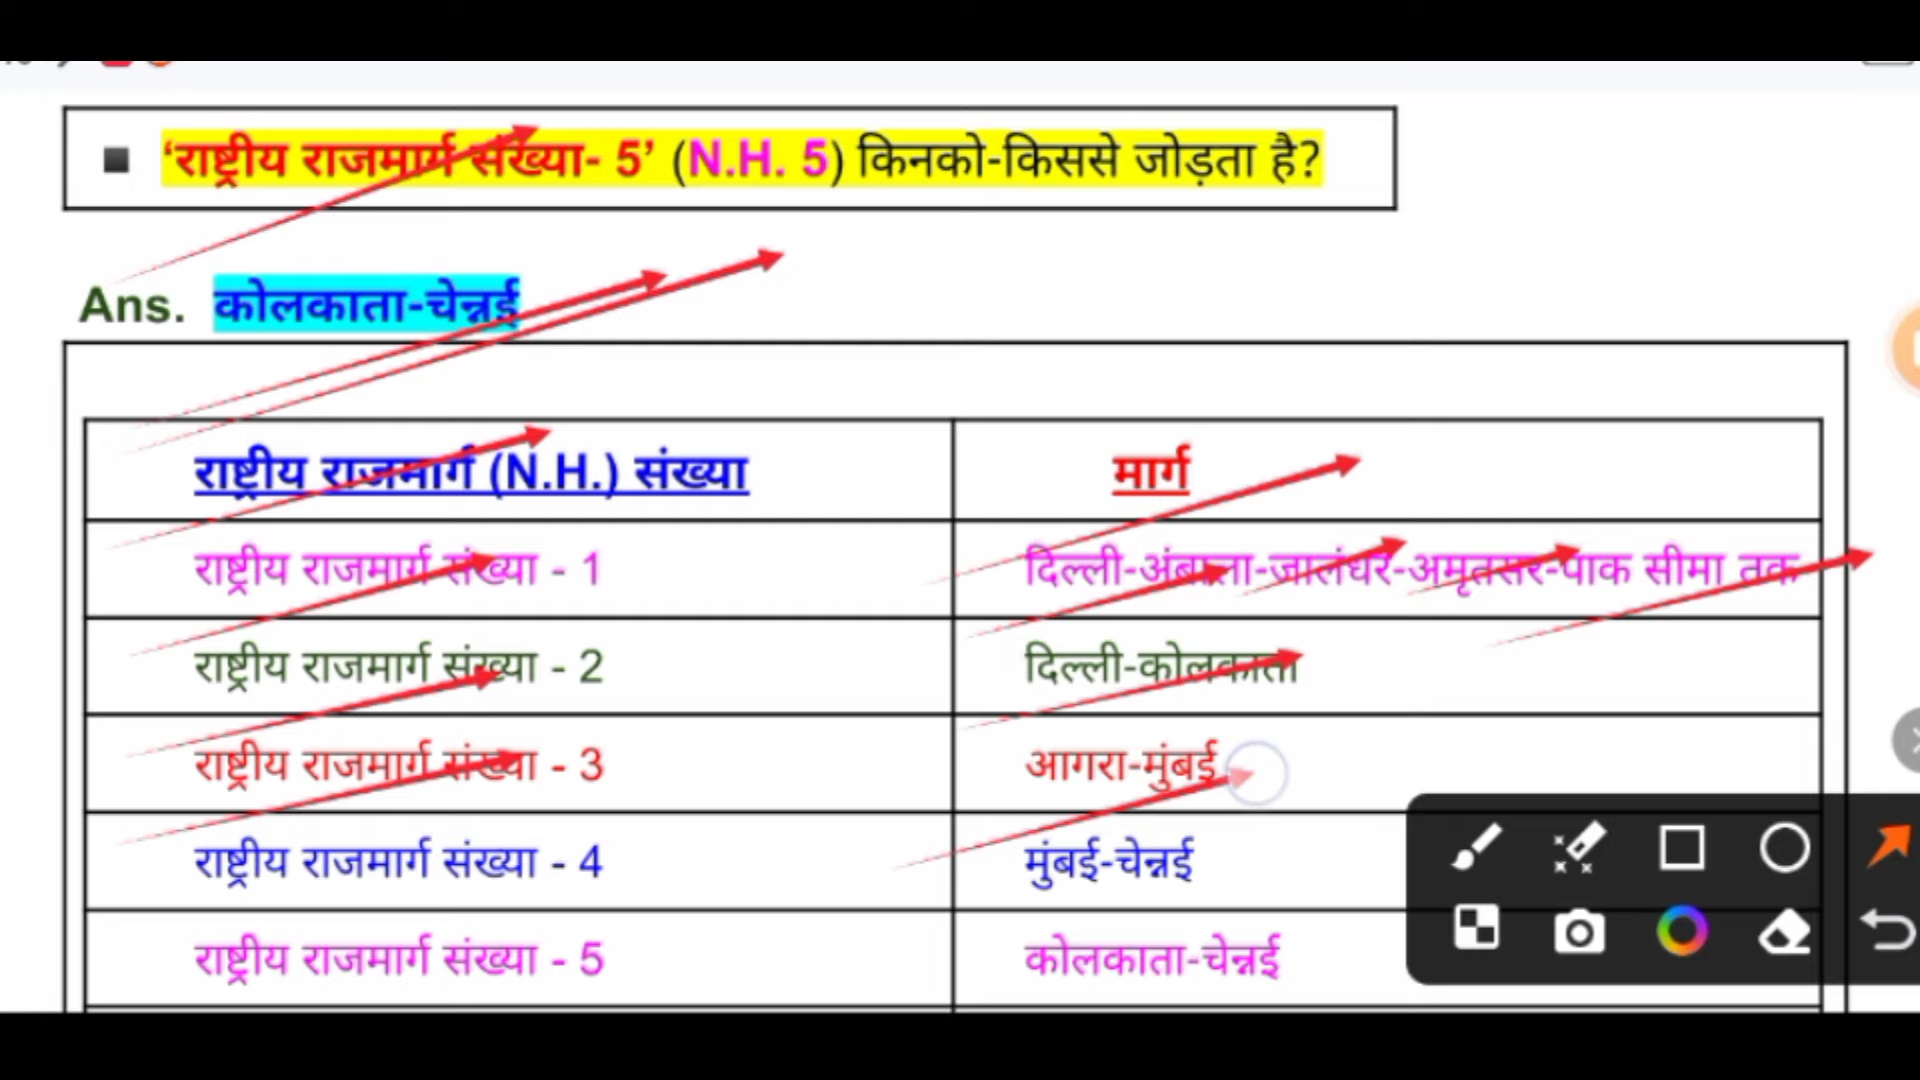 ■ ‘राष्ट्रीय राजमार्ग संख्या- 5’ (N.H. 5) किनको-किससे जोड़ता है?
Ans. कोलकाता-चेन्नई
राष्ट्रीय राजमार्ग (N.H.) संख्या मार्ग
राष्ट्रीय राजमार्ग संख्या - 1 दिल्ली-अंबाला-जालंधर-अमृतसर-पाक सीमा तक
राष्ट्रीय राजमार्ग संख्या - 2 दिल्ली-कोलकाता
राष्ट्रीय राजमार्ग संख्या - 3 आगरा-मुंबई
राष्ट्रीय राजमार्ग संख्या - 4 मुंबई-चेन्नई
राष्ट्रीय राजमार्ग संख्या - 5 कोलकाता-चेन्नई